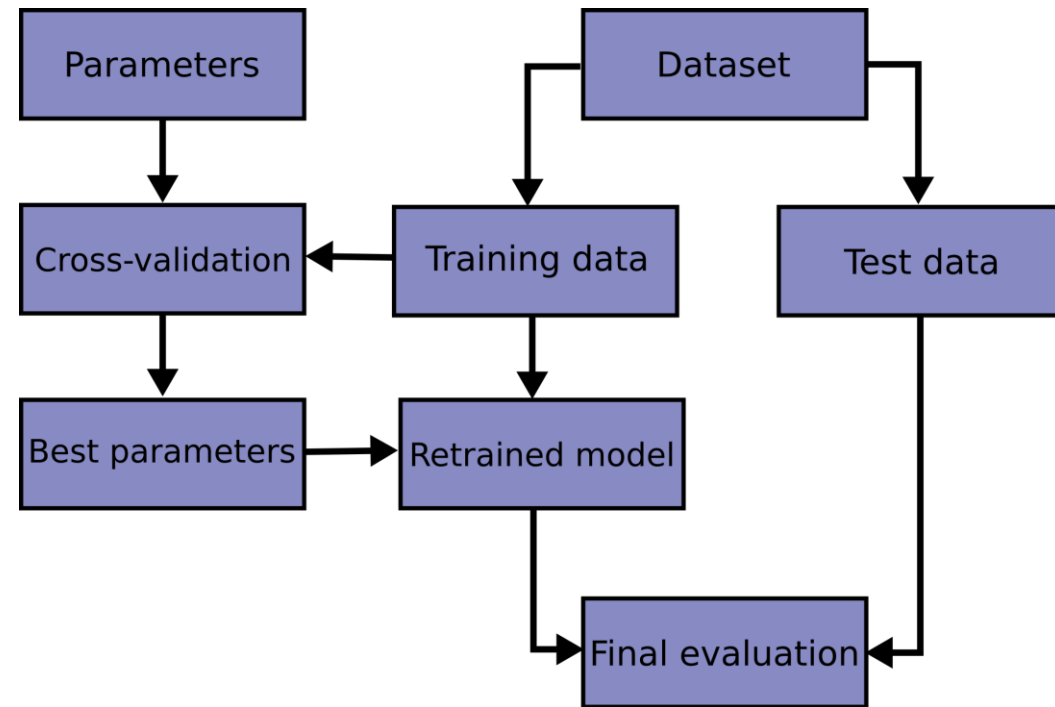 Parameters
Dataset
Cross-validation
Training data
Test data
Best parameters
Retrained model
Final evaluation